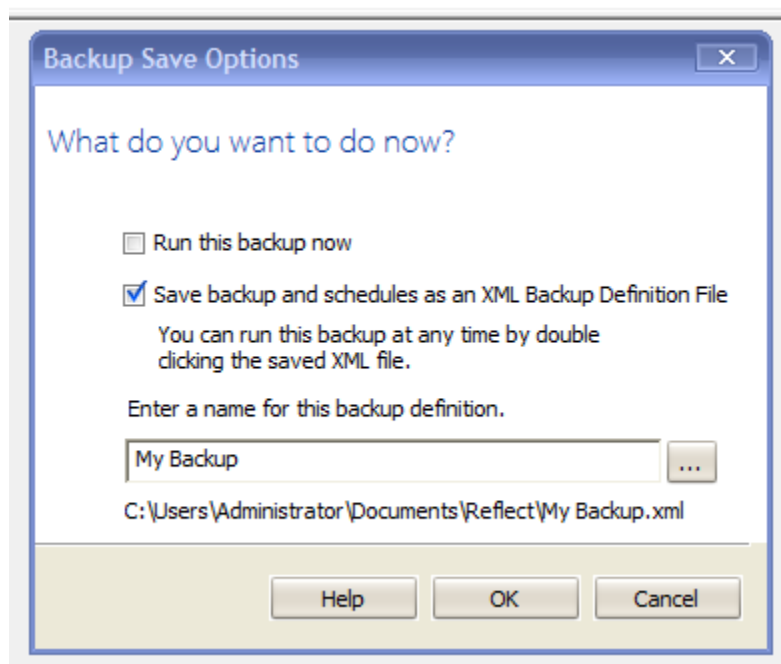 Backup Save Options
What do you want to do now?
Run this backup now
Save backup and schedules as an XML Backup Definition File
You can run this backup at any time by double
clicking the saved XML file.
Enter a name for this backup definition.
My Backup
...
C:\Users\Administrator\Documents\Reflect\My Backup.xml
Help OK Cancel